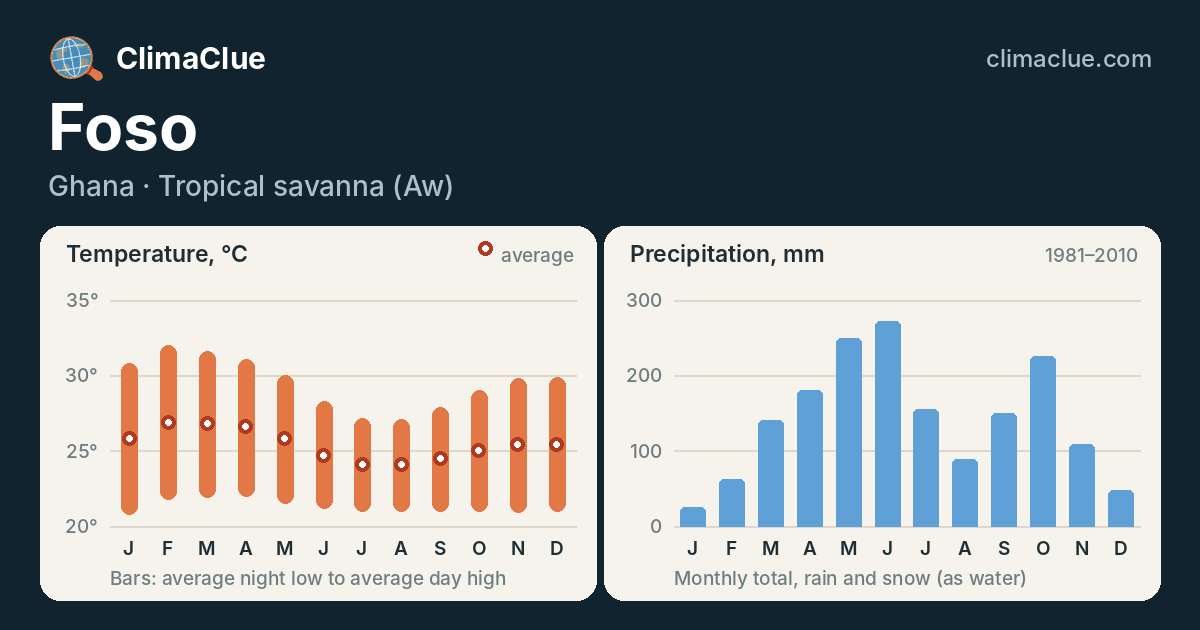 ClimaClue
climaclue.com
Foso
Ghana · Tropical savanna (Aw)
Temperature, °C
average
35°
30°
25°
20°
J F M A M J J A S O N D
Bars: average night low to average day high
Precipitation, mm
1981–2010
300
200
100
0
J F M A M J J A S O N D
Monthly total, rain and snow (as water)